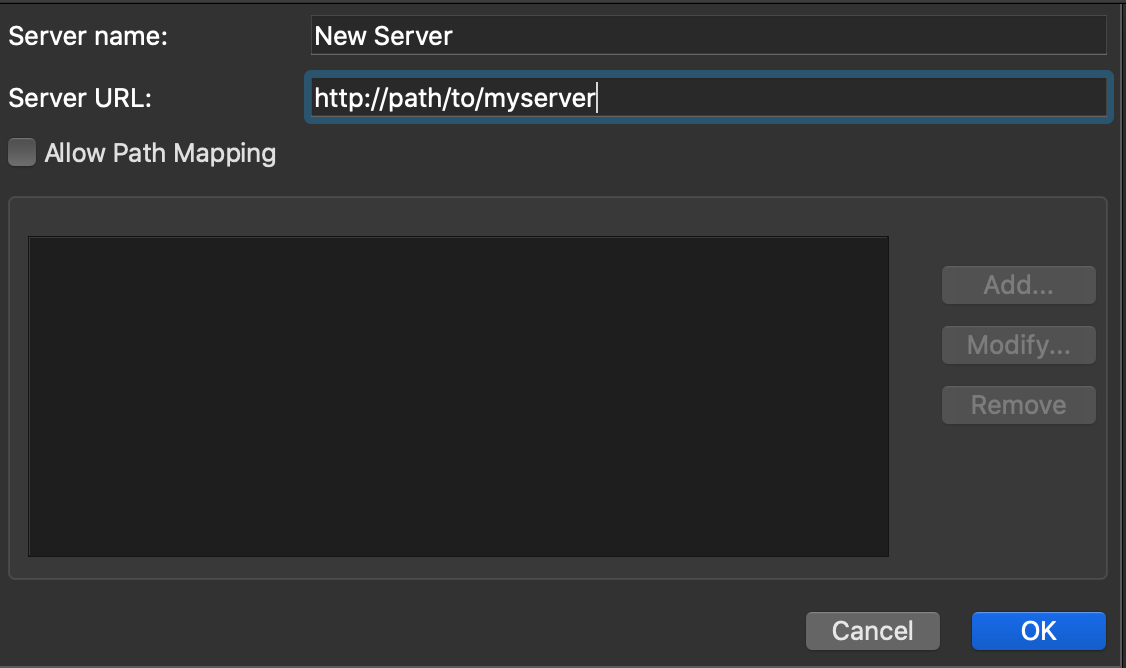 Server name: New Server
Server URL: http://path/to/myserver
Allow Path Mapping
Add...
Modify...
Remove
Cancel OK